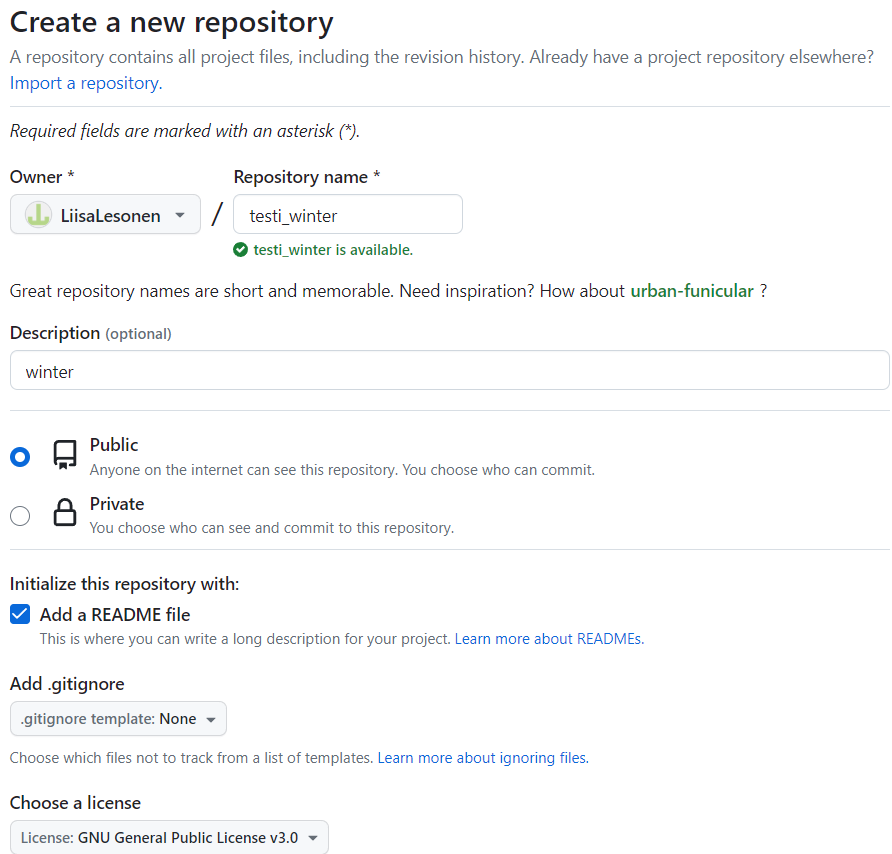 Create a new repository
A repository contains all project files, including the revision history. Already have a project repository elsewhere?
Import a repository.
Required fields are marked with an asterisk (*).
Owner * Repository name *
LiisaLesonen / testi_winter
testi_winter is available.
Great repository names are short and memorable. Need inspiration? How about urban-funicular ?
Description (optional)
winter
Public
Anyone on the internet can see this repository. You choose who can commit.
Private
You choose who can see and commit to this repository.
Initialize this repository with:
Add a README file
This is where you can write a long description for your project. Learn more about READMEs.
Add .gitignore
.gitignore template: None
Choose which files not to track from a list of templates. Learn more about ignoring files.
Choose a license
License: GNU General Public License v3.0